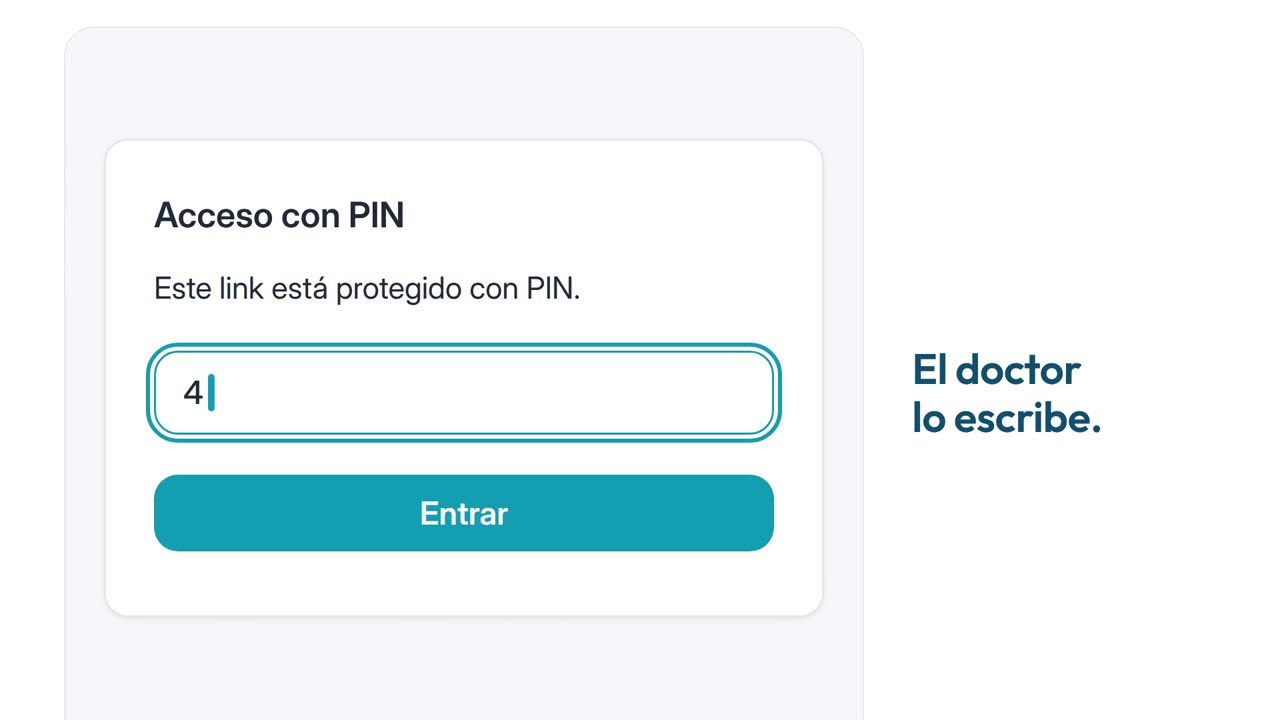 Acceso con PIN
Este link está protegido con PIN.
4
Entrar
El doctor
lo escribe.